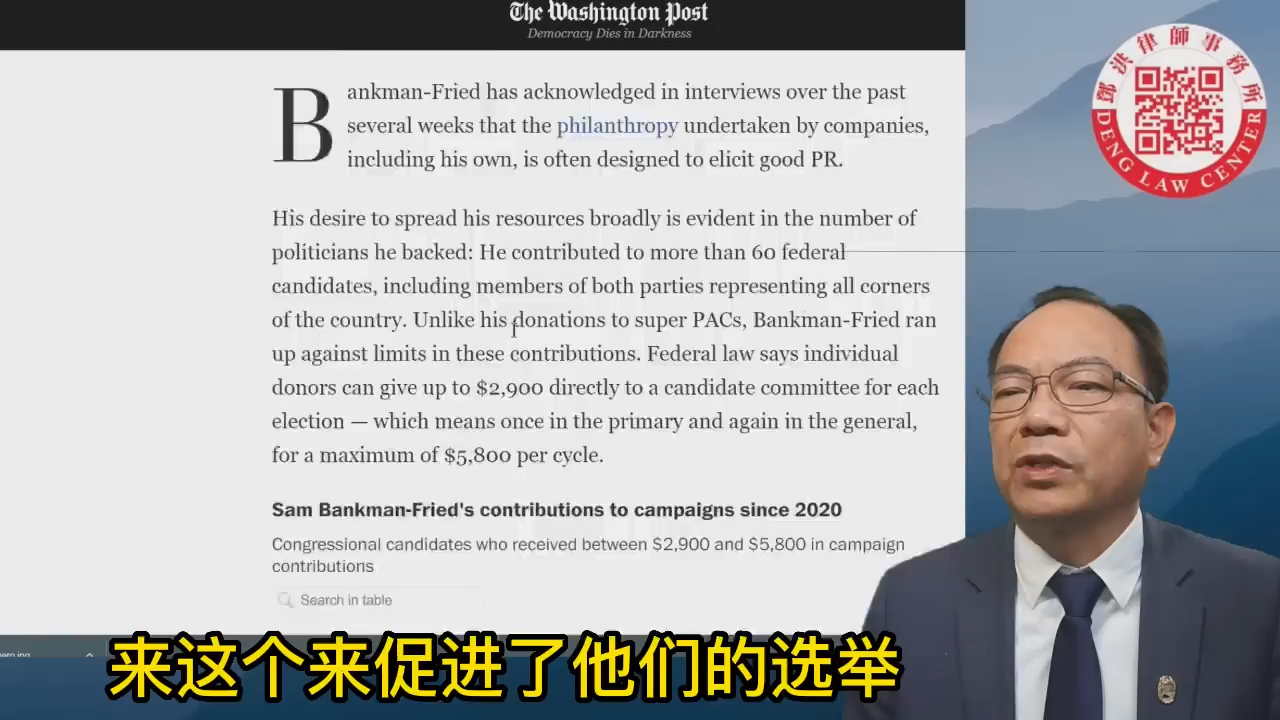 The Washington Post
Democracy Dies in Darkness
Bankman-Fried has acknowledged in interviews over the past
several weeks that the philanthropy undertaken by companies,
including his own, is often designed to elicit good PR.
His desire to spread his resources broadly is evident in the number of
politicians he backed: He contributed to more than 60 federal
candidates, including members of both parties representing all corners
of the country. Unlike his donations to super PACs, Bankman-Fried ran
up against limits in these contributions. Federal law says individual
donors can give up to $2,900 directly to a candidate committee for each
election — which means once in the primary and again in the general,
for a maximum of $5,800 per cycle.
Sam Bankman-Fried's contributions to campaigns since 2020
Congressional candidates who received between $2,900 and $5,800 in campaign
contributions
Search in table
鄧洪律師事務所
DENG LAW CENTER
来这个来促进了他们的选举